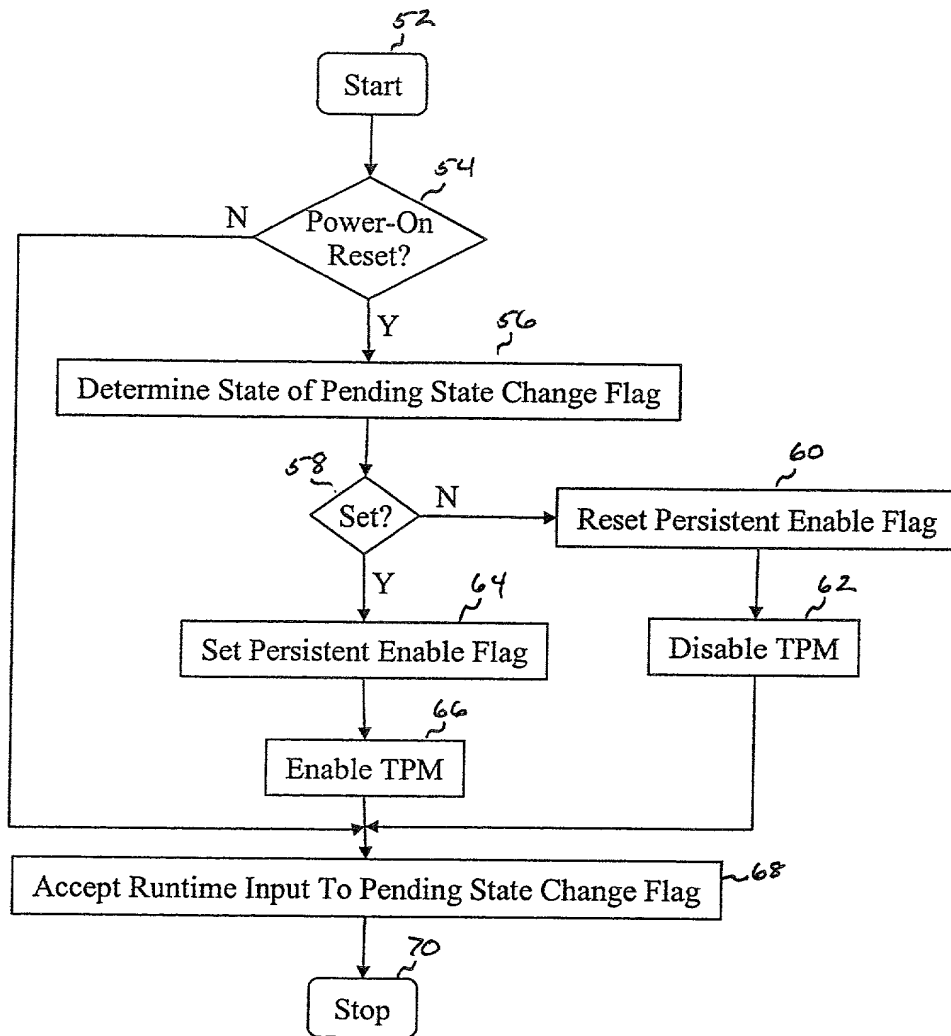 52
Start
54
N
Power-On
Reset?
Y
56
Determine State of Pending State Change Flag
58
Set?
N
60
Reset Persistent Enable Flag
Y
64
Set Persistent Enable Flag
62
Disable TPM
66
Enable TPM
Accept Runtime Input To Pending State Change Flag
68
70
Stop